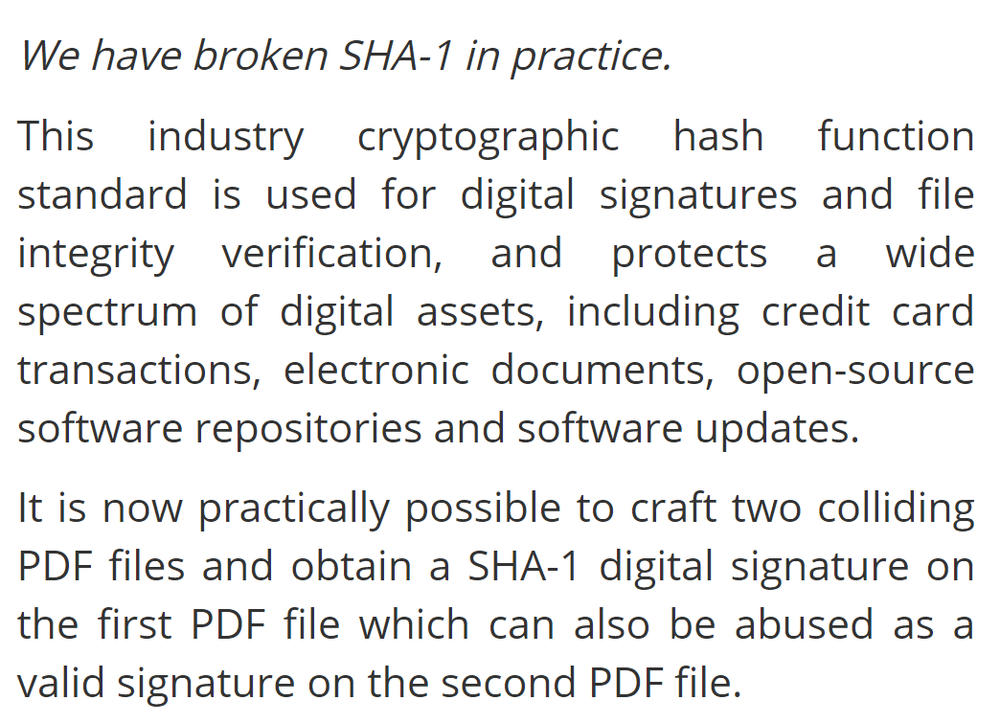 We have broken SHA-1 in practice.
This industry cryptographic hash function
standard is used for digital signatures and file
integrity verification, and protects a wide
spectrum of digital assets, including credit card
transactions, electronic documents, open-source
software repositories and software updates.
It is now practically possible to craft two colliding
PDF files and obtain a SHA-1 digital signature on
the first PDF file which can also be abused as a
valid signature on the second PDF file.